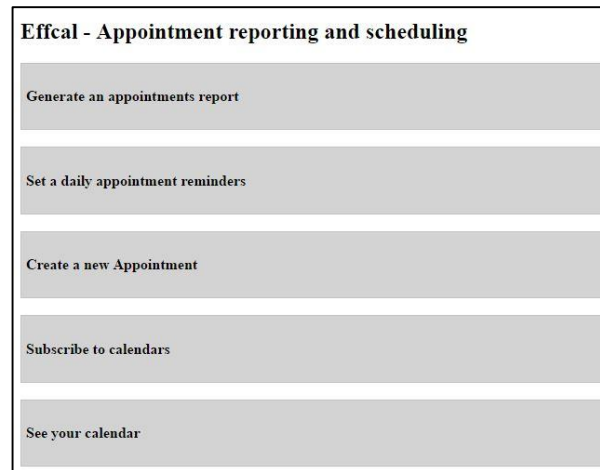 Effcal - Appointment reporting and scheduling
Generate an appointments report
Set a daily appointment reminders
Create a new Appointment
Subscribe to calendars
See your calendar